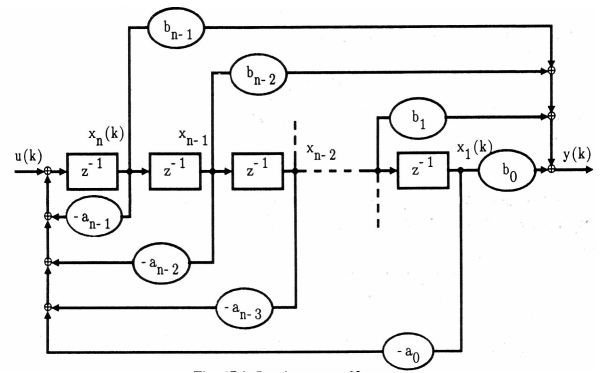 b_{n-1}
b_{n-2}
b_1
x_n(k)
x_{n-1}
x_{n-2}
x_1(k)
u(k)
z^{-1}
z^{-1}
z^{-1}
z^{-1}
b_0
y(k)
-a_{n-1}
-a_{n-2}
-a_{n-3}
-a_0